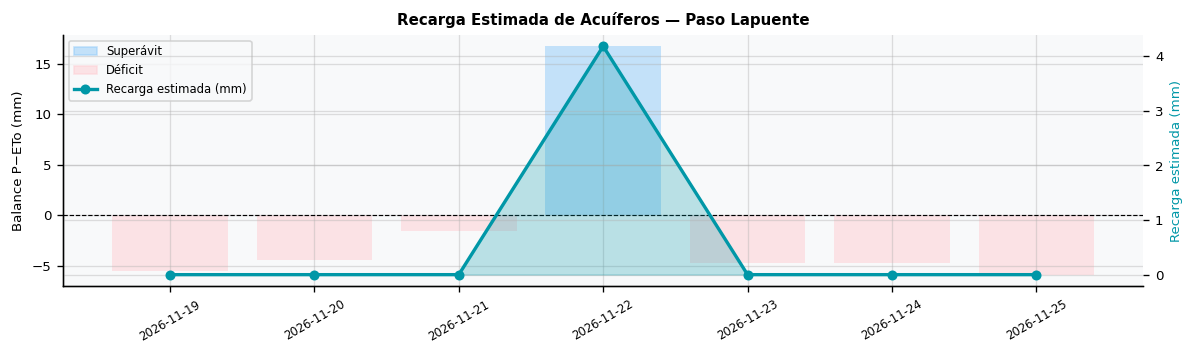 Recarga Estimada de Acuíferos — Paso Lapuente
Superávit
Déficit
Recarga estimada (mm)
Balance P−ETo (mm)
15
10
5
0
−5
4
3
2
1
0
Recarga estimada (mm)
2026-11-19
2026-11-20
2026-11-21
2026-11-22
2026-11-23
2026-11-24
2026-11-25